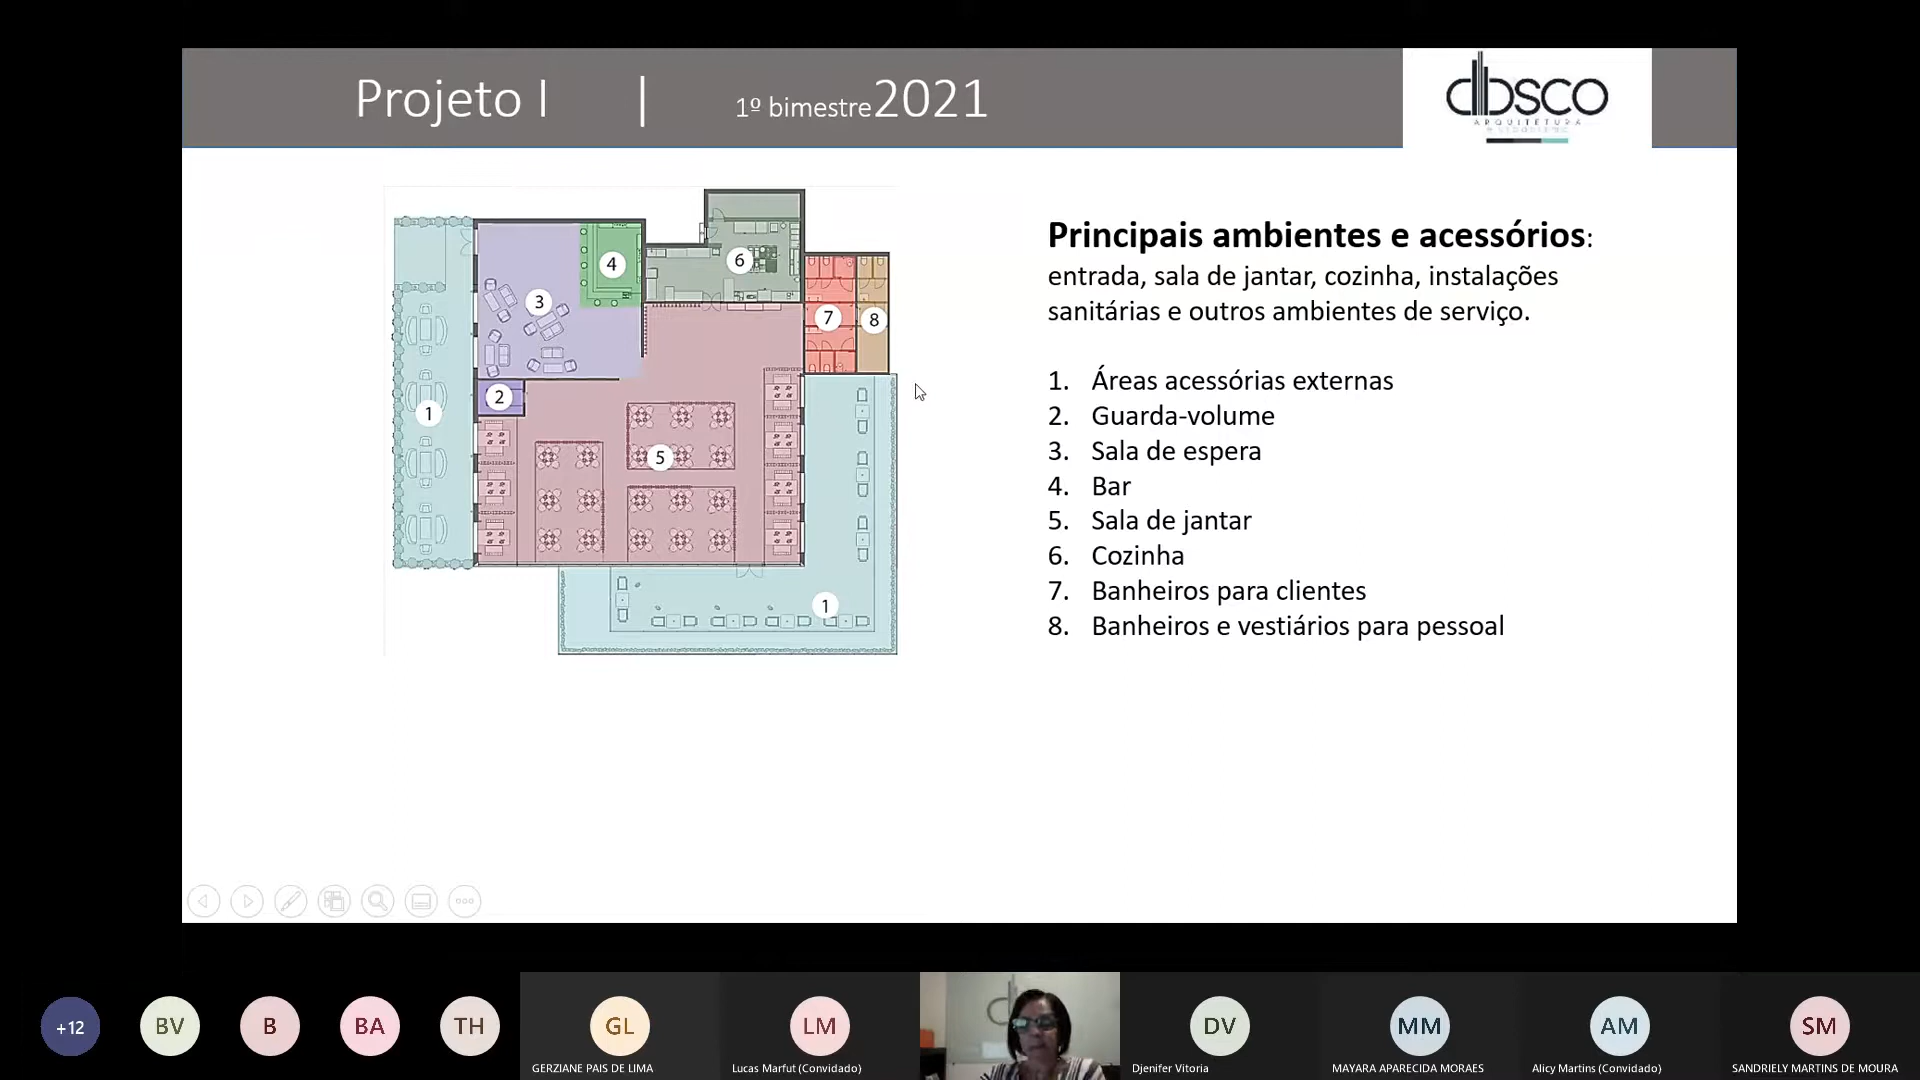 Projeto I | 1º bimestre 2021
dbsco
ARQUITETURA
Principais ambientes e acessórios:
entrada, sala de jantar, cozinha, instalações
sanitárias e outros ambientes de serviço.
1. Áreas acessórias externas
2. Guarda-volume
3. Sala de espera
4. Bar
5. Sala de jantar
6. Cozinha
7. Banheiros para clientes
8. Banheiros e vestiários para pessoal
4
6
3
7
8
2
1
5
1
+12
BV
B
BA
TH
GL
LM
DV
MM
AM
SM
GERZIANE PAIS DE LIMA
Lucas Marfut (Convidado)
Djenifer Vitoria
MAYARA APARECIDA MORAES
Alicy Martins (Convidado)
SANDRIELY MARTINS DE MOURA